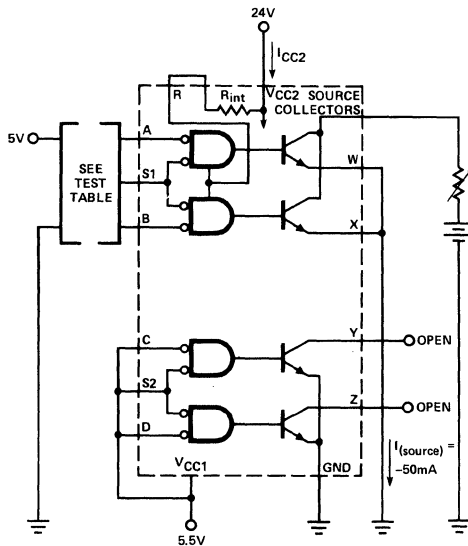 24V
ICC2
R
Rint
VCC2 SOURCE
COLLECTORS
5V
SEE
TEST
TABLE
A
S1
B
W
X
C
S2
D
Y
OPEN
Z
OPEN
VCC1
GND
I(source) =
−50mA
5.5V